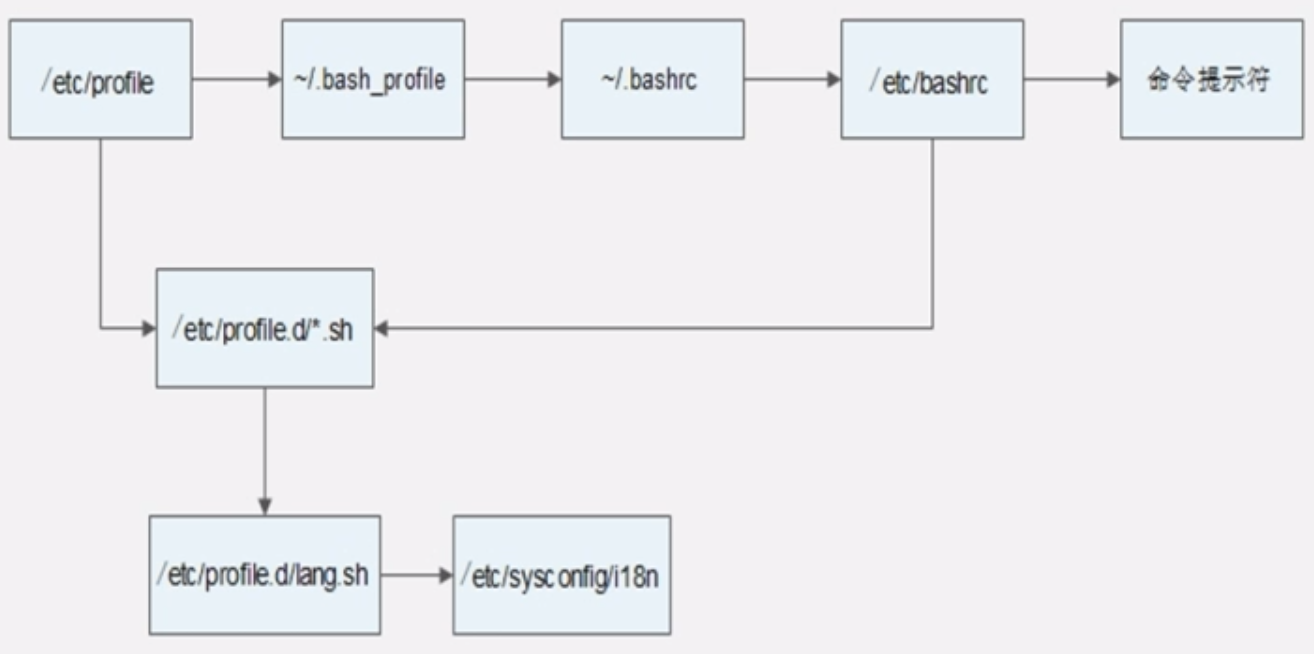 /etc/profile
~/.bash_profile
~/.bashrc
/etc/bashrc
命令提示符
/etc/profile.d/*.sh
/etc/profile.d/lang.sh
/etc/sysconfig/i18n